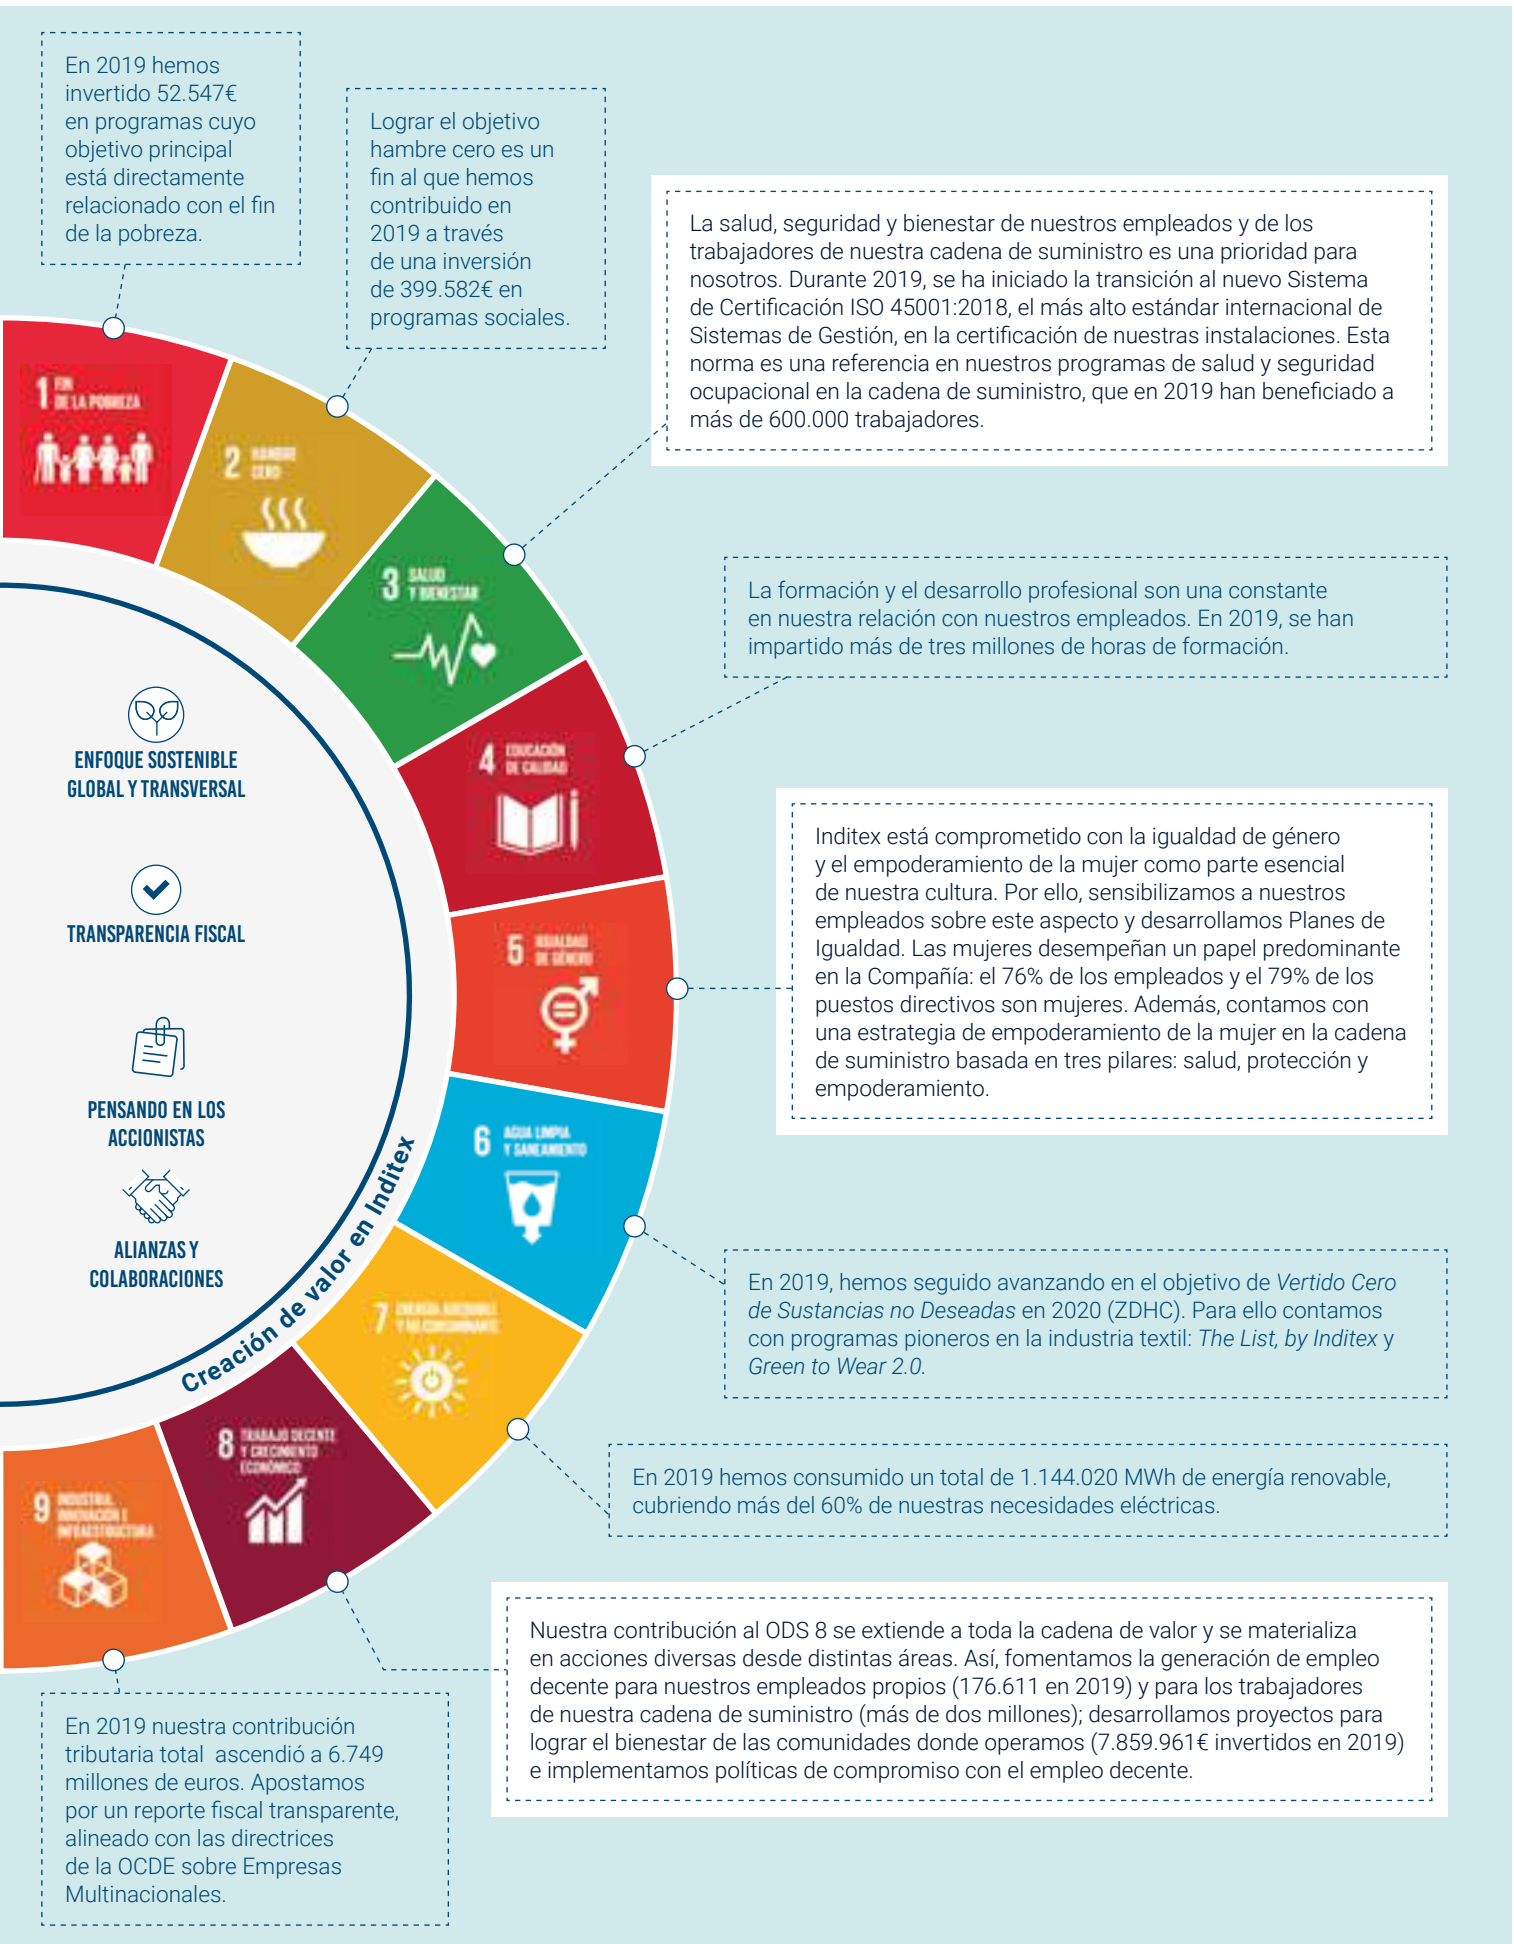 En 2019 hemos
invertido 52.547€
en programas cuyo
objetivo principal
está directamente
relacionado con el fin
de la pobreza.
Lograr el objetivo
hambre cero es un
fin al que hemos
contribuido en
2019 a través
de una inversión
de 399.582€ en
programas sociales.
La salud, seguridad y bienestar de nuestros empleados y de los
trabajadores de nuestra cadena de suministro es una prioridad para
nosotros. Durante 2019, se ha iniciado la transición al nuevo Sistema
de Certificación ISO 45001:2018, el más alto estándar internacional de
Sistemas de Gestión, en la certificación de nuestras instalaciones. Esta
norma es una referencia en nuestros programas de salud y seguridad
ocupacional en la cadena de suministro, que en 2019 han beneficiado a
más de 600.000 trabajadores.
La formación y el desarrollo profesional son una constante
en nuestra relación con nuestros empleados. En 2019, se han
impartido más de tres millones de horas de formación.
Inditex está comprometido con la igualdad de género
y el empoderamiento de la mujer como parte esencial
de nuestra cultura. Por ello, sensibilizamos a nuestros
empleados sobre este aspecto y desarrollamos Planes de
Igualdad. Las mujeres desempeñan un papel predominante
en la Compañía: el 76% de los empleados y el 79% de los
puestos directivos son mujeres. Además, contamos con
una estrategia de empoderamiento de la mujer en la cadena
de suministro basada en tres pilares: salud, protección y
empoderamiento.
En 2019, hemos seguido avanzando en el objetivo de Vertido Cero
de Sustancias no Deseadas en 2020 (ZDHC). Para ello contamos
con programas pioneros en la industria textil: The List, by Inditex y
Green to Wear 2.0.
En 2019 hemos consumido un total de 1.144.020 MWh de energía renovable,
cubriendo más del 60% de nuestras necesidades eléctricas.
Nuestra contribución al ODS 8 se extiende a toda la cadena de valor y se materializa
en acciones diversas desde distintas áreas. Así, fomentamos la generación de empleo
decente para nuestros empleados propios (176.611 en 2019) y para los trabajadores
de nuestra cadena de suministro (más de dos millones); desarrollamos proyectos para
lograr el bienestar de las comunidades donde operamos (7.859.961€ invertidos en 2019)
e implementamos políticas de compromiso con el empleo decente.
En 2019 nuestra contribución
tributaria total ascendió a 6.749
millones de euros. Apostamos
por un reporte fiscal transparente,
alineado con las directrices
de la OCDE sobre Empresas
Multinacionales.
1 FIN
DE LA POBREZA
2 HAMBRE
CERO
3 SALUD
Y BIENESTAR
4 EDUCACIÓN
DE CALIDAD
5 IGUALDAD
DE GÉNERO
6 AGUA LIMPIA
Y SANEAMIENTO
7 ENERGÍA ASEQUIBLE
Y NO CONTAMINANTE
8 TRABAJO DECENTE
Y CRECIMIENTO
ECONÓMICO
9 INDUSTRIA,
INNOVACIÓN E
INFRAESTRUCTURA
ENFOQUE SOSTENIBLE
GLOBAL Y TRANSVERSAL
TRANSPARENCIA FISCAL
PENSANDO EN LOS
ACCIONISTAS
ALIANZAS Y
COLABORACIONES
Creación de valor en Inditex